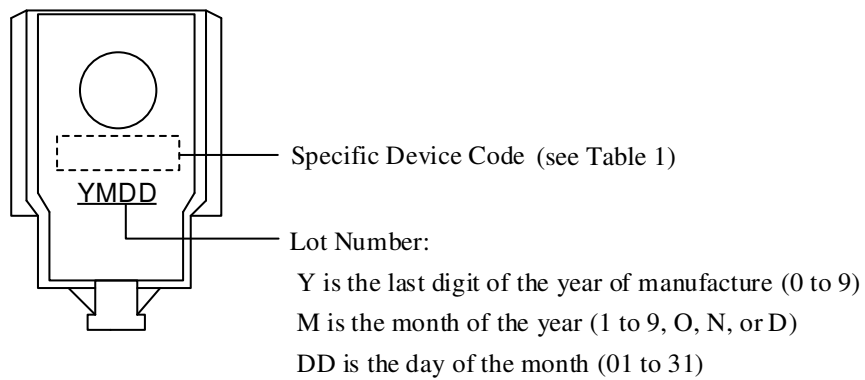 Specific Device Code (see Table 1)
YMDD
Lot Number:
Y is the last digit of the year of manufacture (0 to 9)
M is the month of the year (1 to 9, O, N, or D)
DD is the day of the month (01 to 31)